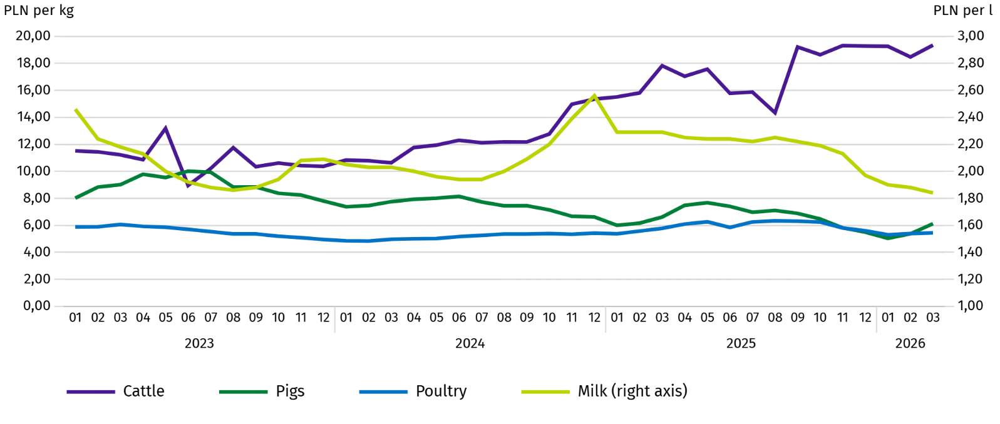 PLN per kg PLN per l
20,00 3,00
18,00 2,80
16,00 2,60
14,00 2,40
12,00 2,20
10,00 2,00
8,00 1,80
6,00 1,60
4,00 1,40
2,00 1,20
0,00 1,00
01 02 03 04 05 06 07 08 09 10 11 12 01 02 03 04 05 06 07 08 09 10 11 12 01 02 03 04 05 06 07 08 09 10 11 12 01 02 03
2023 2024 2025 2026
Cattle Pigs Poultry Milk (right axis)